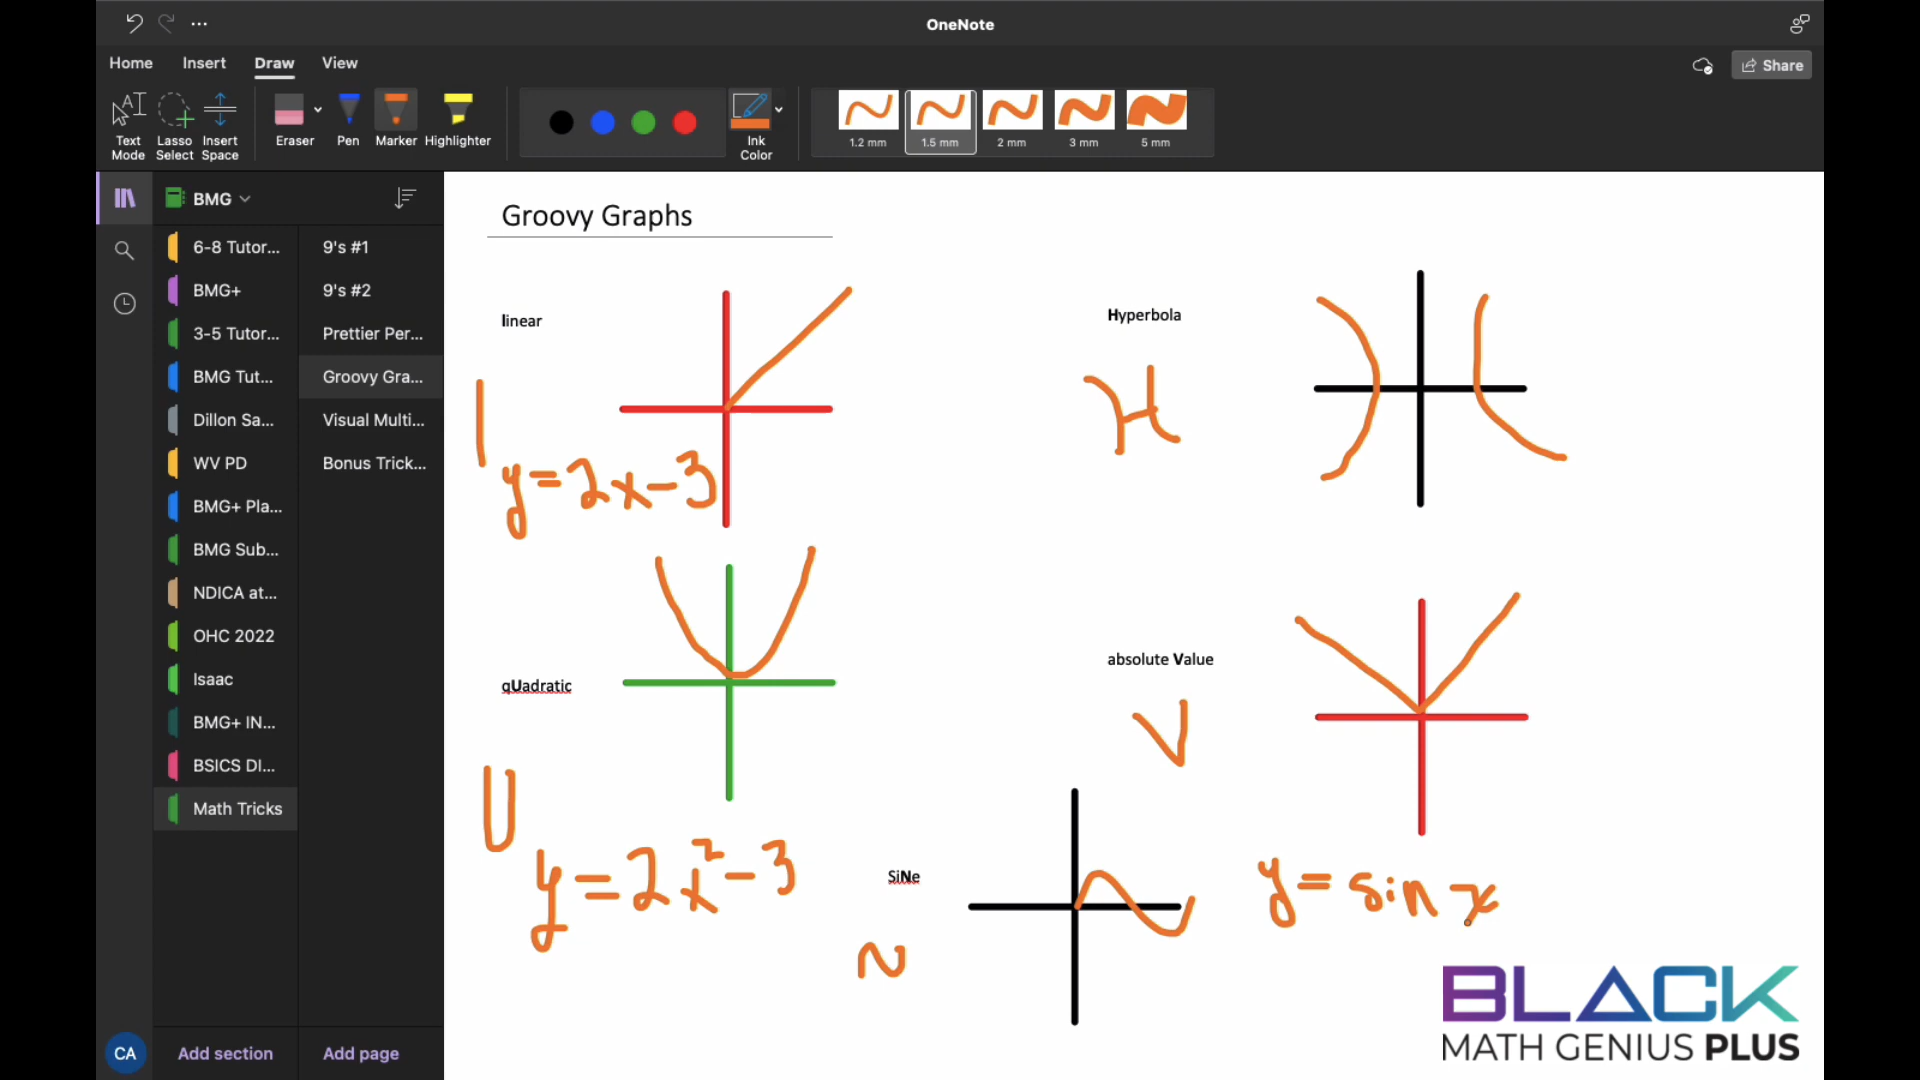 OneNote
Home Insert Draw View
Share
Text Mode
Lasso Select
Insert Space
Eraser
Pen
Marker
Highlighter
Ink Color
1.2 mm
1.5 mm
2 mm
3 mm
5 mm
BMG
6-8 Tutor...
BMG+
3-5 Tutor...
BMG Tut...
Dillon Sa...
WV PD
BMG+ Pla...
BMG Sub...
NDICA at...
OHC 2022
Isaac
BMG+ IN...
BSICS DI...
Math Tricks
9's #1
9's #2
Prettier Per...
Groovy Gra...
Visual Multi...
Bonus Trick...
CA
Add section
Add page
Groovy Graphs
linear
l
y=2x-3
qUadratic
U
y=2x²-3
Hyperbola
H
absolute Value
V
SiNe
N
y=sin x
BLACK
MATH GENIUS PLUS